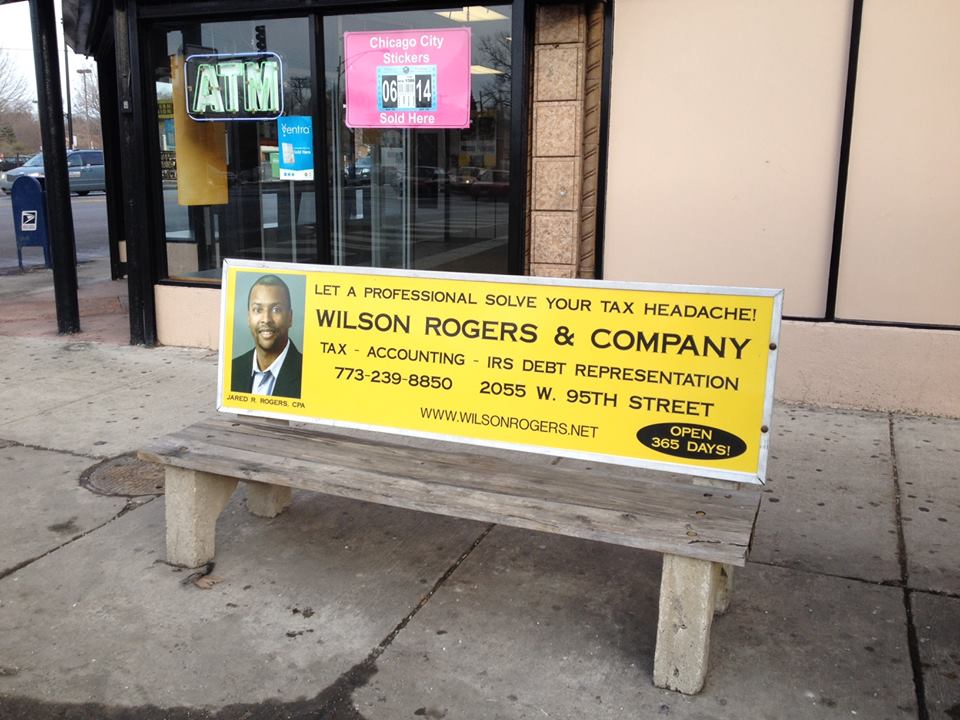 ATM
Chicago City
Stickers
06 14
Sold Here
ventra
LET A PROFESSIONAL SOLVE YOUR TAX HEADACHE!
WILSON ROGERS & COMPANY
TAX - ACCOUNTING - IRS DEBT REPRESENTATION
773-239-8850 2055 W. 95TH STREET
WWW.WILSONROGERS.NET
OPEN
365 DAYS!
JARED R. ROGERS, CPA